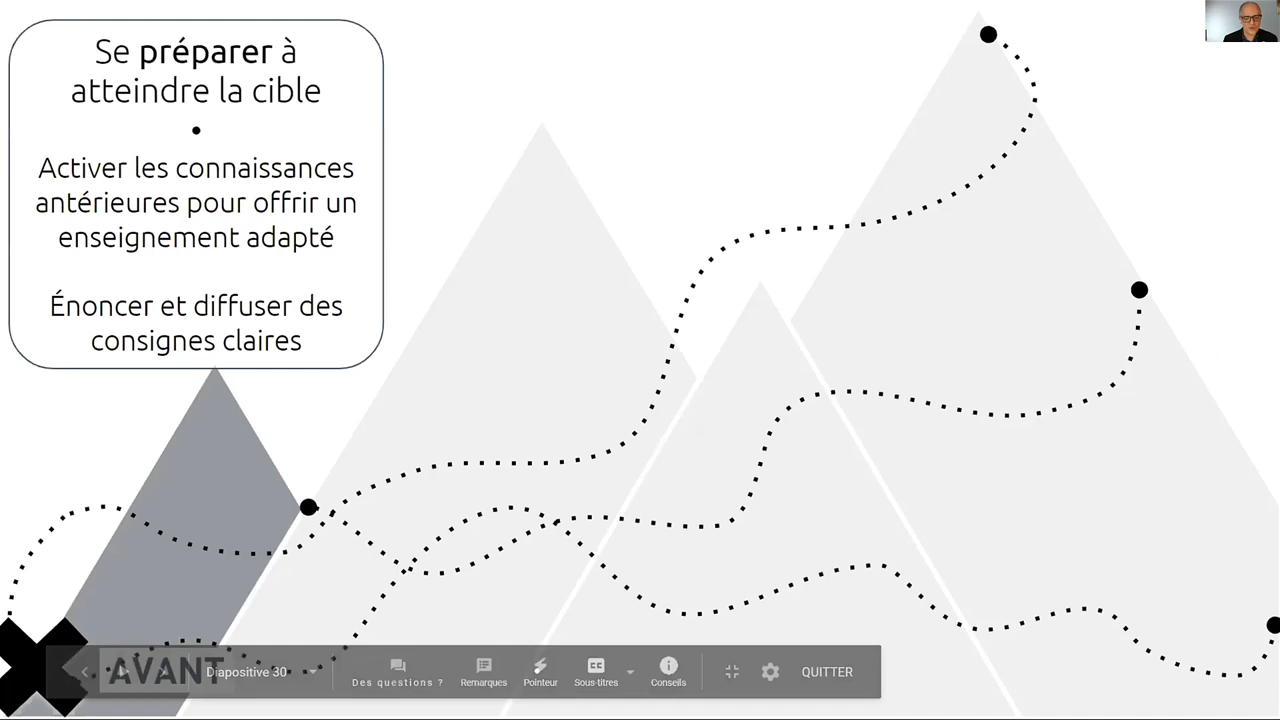 Se préparer à
atteindre la cible
•
Activer les connaissances
antérieures pour offrir un
enseignement adapté
Énoncer et diffuser des
consignes claires
AVANT
Diapositive 30
Des questions ?
Remarques
Pointeur
Sous-titres
Conseils
QUITTER